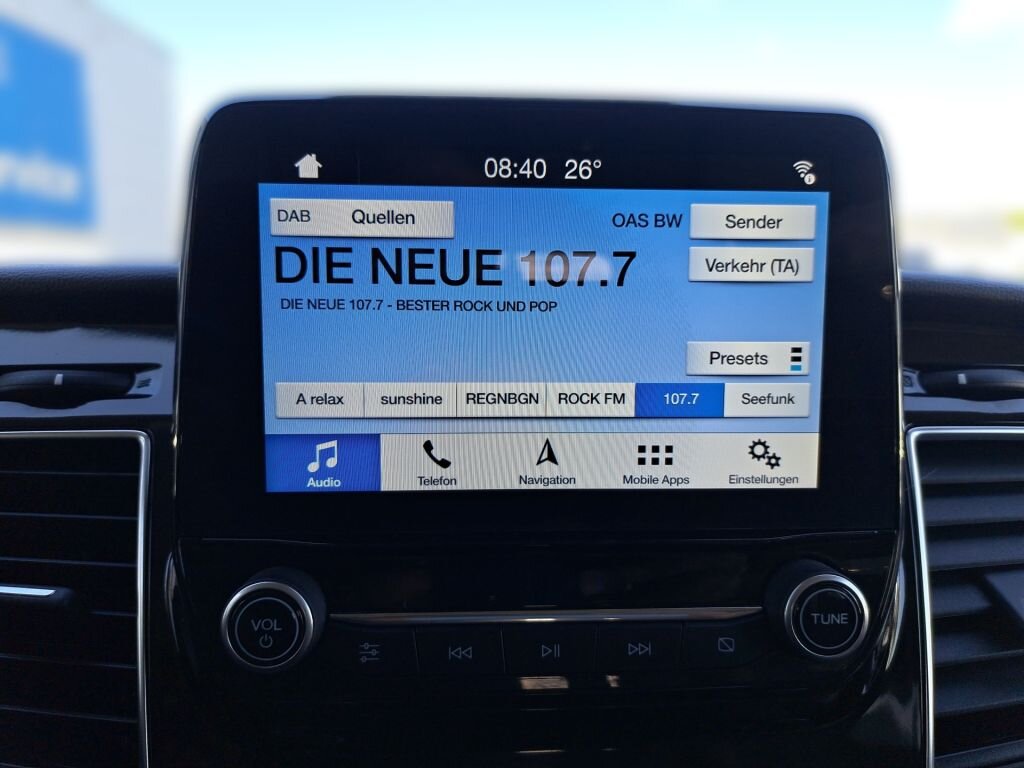 08:40 26°
DAB Quellen
OAS BW
Sender
DIE NEUE 107.7
Verkehr (TA)
DIE NEUE 107.7 - BESTER ROCK UND POP
Presets
A relax
sunshine
REGNBGN
ROCK FM
107.7
Seefunk
Audio
Telefon
Navigation
Mobile Apps
Einstellungen
VOL
TUNE